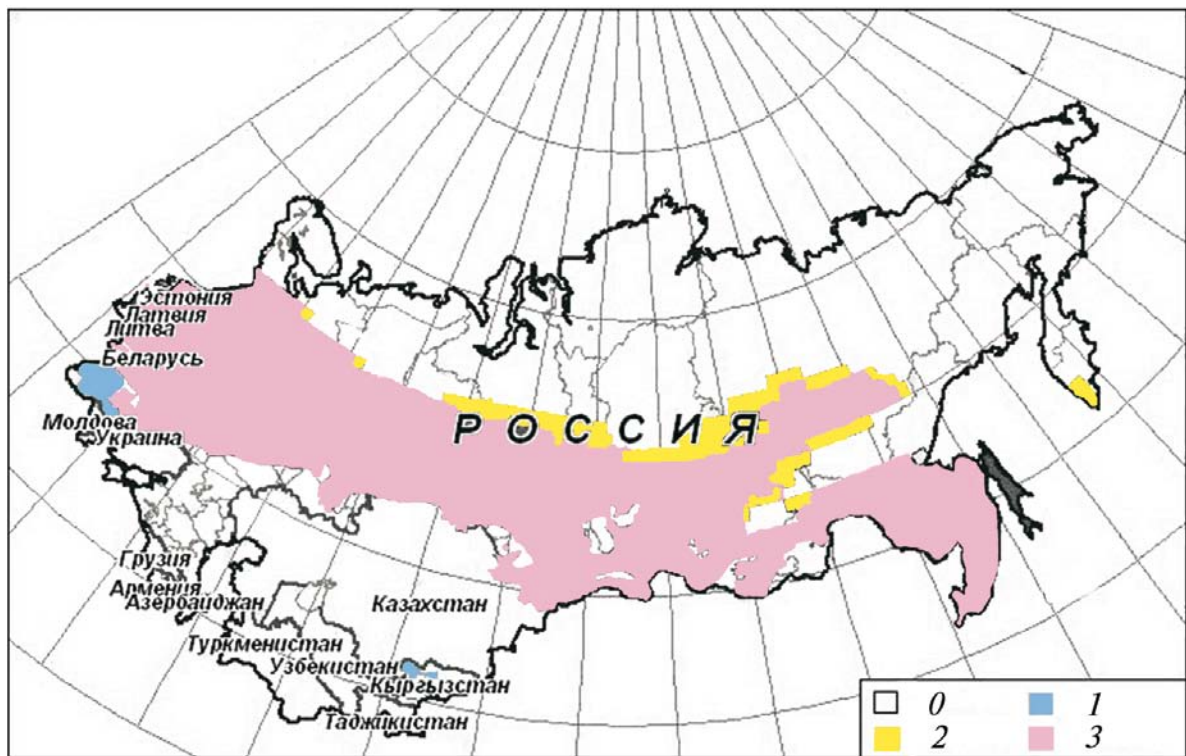 Эстония
Латвия
Литва
Беларусь
Молдова
Украина
РОССИЯ
Грузия
Армения
Азербайджан
Казахстан
Туркменистан
Узбекистан
Кыргызстан
Таджикистан
0 1
2 3